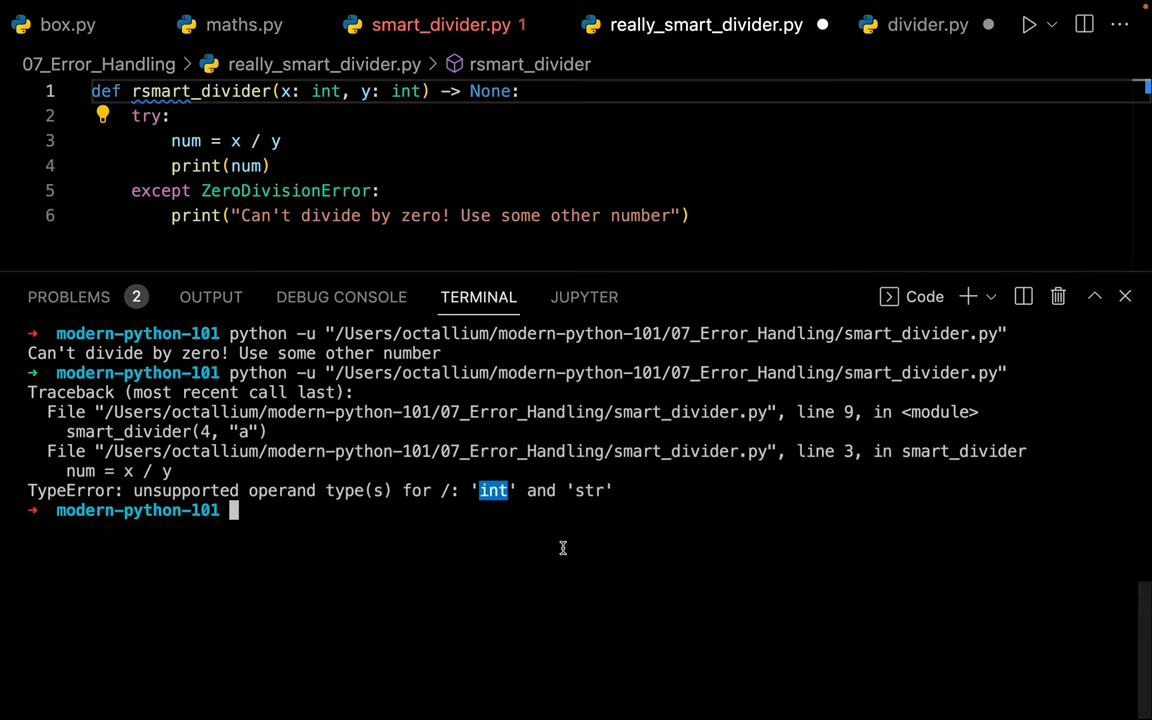 box.py maths.py smart_divider.py 1 really_smart_divider.py divider.py ...
07_Error_Handling > really_smart_divider.py > rsmart_divider
1 def rsmart_divider(x: int, y: int) -> None:
2 try:
3 num = x / y
4 print(num)
5 except ZeroDivisionError:
6 print("Can't divide by zero! Use some other number")
PROBLEMS 2 OUTPUT DEBUG CONSOLE TERMINAL JUPYTER Code
→ modern-python-101 python -u "/Users/octallium/modern-python-101/07_Error_Handling/smart_divider.py"
Can't divide by zero! Use some other number
→ modern-python-101 python -u "/Users/octallium/modern-python-101/07_Error_Handling/smart_divider.py"
Traceback (most recent call last):
File "/Users/octallium/modern-python-101/07_Error_Handling/smart_divider.py", line 9, in <module>
smart_divider(4, "a")
File "/Users/octallium/modern-python-101/07_Error_Handling/smart_divider.py", line 3, in smart_divider
num = x / y
TypeError: unsupported operand type(s) for /: 'int' and 'str'
→ modern-python-101